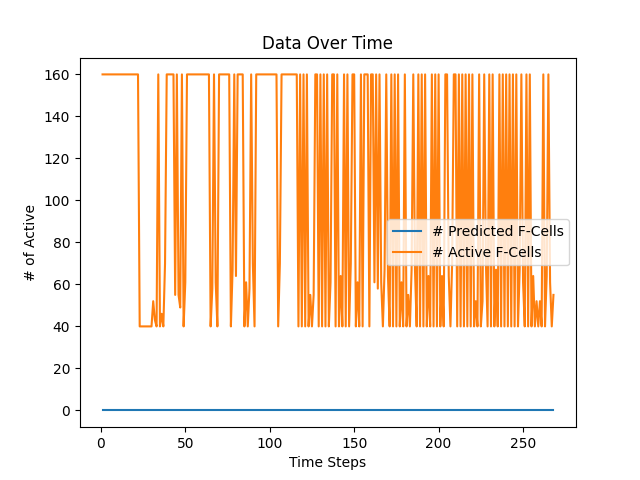 Data Over Time
# of Active
160
140
120
100
80
60
40
20
0
# Predicted F-Cells
# Active F-Cells
0 50 100 150 200 250
Time Steps